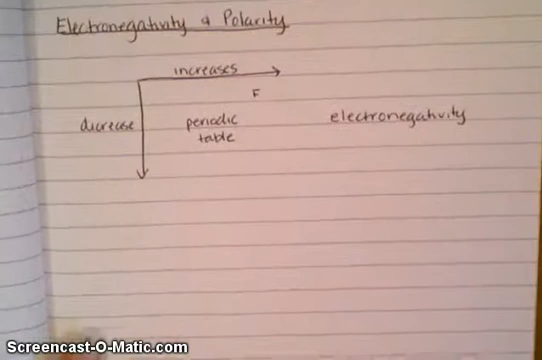 Electronegativity & Polarity
increases
F
decrease
periodic
table
electronegativity
Screencast-O-Matic.com